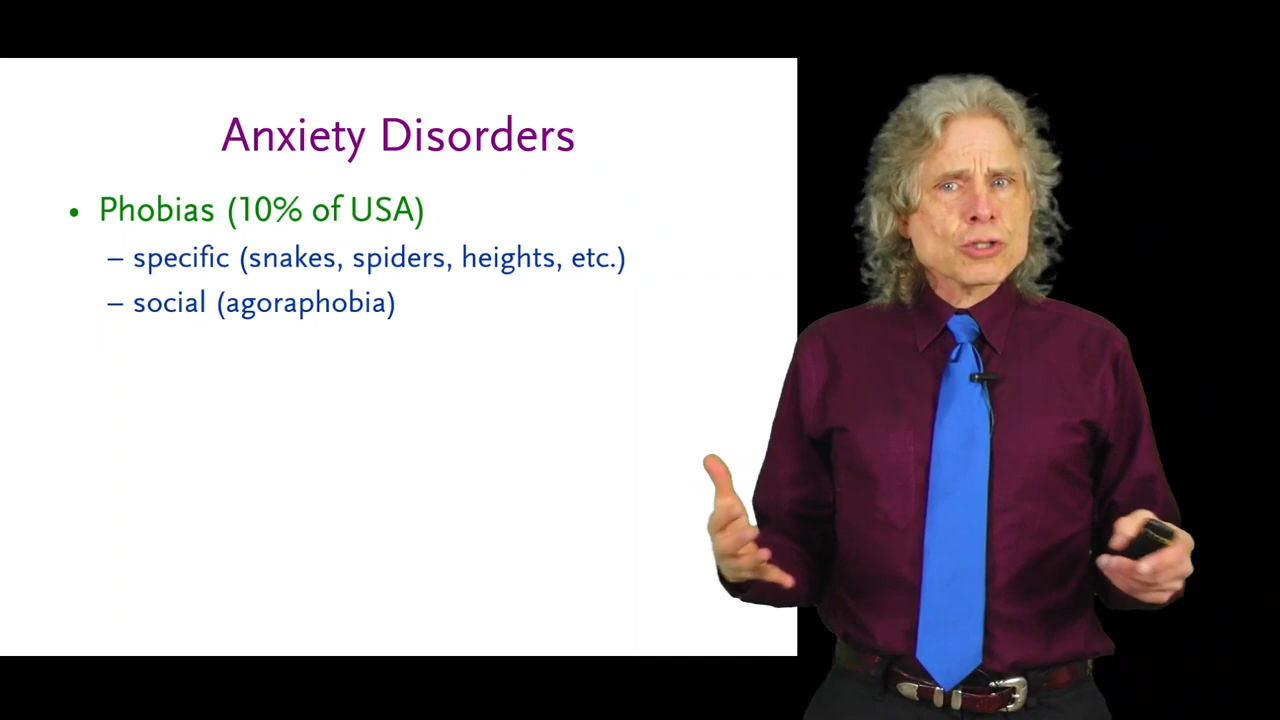 Anxiety Disorders
• Phobias (10% of USA)
– specific (snakes, spiders, heights, etc.)
– social (agoraphobia)